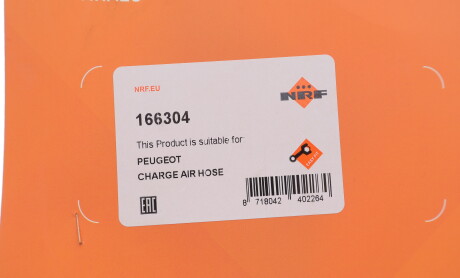 NRF.EU
166304
NRF
This Product is suitable for
PEUGEOT
CHARGE AIR HOSE
EAC
8 718042 402264